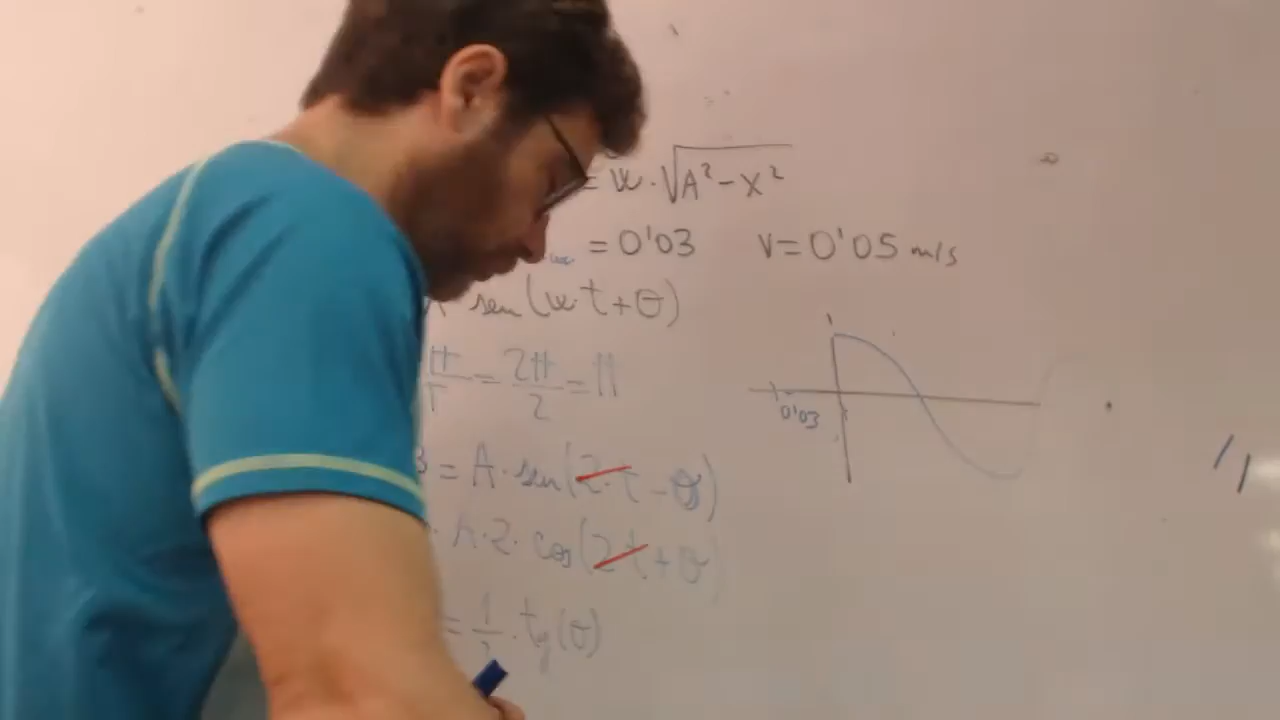 = w · √A² - x²
= 0'03 v = 0'05 m/s
sen(wt+θ)
= 2π/2 = π
0'03
= A · sen(2·t - θ)
A·2· cos(2t+θ)
= 1/2 · tg(θ)